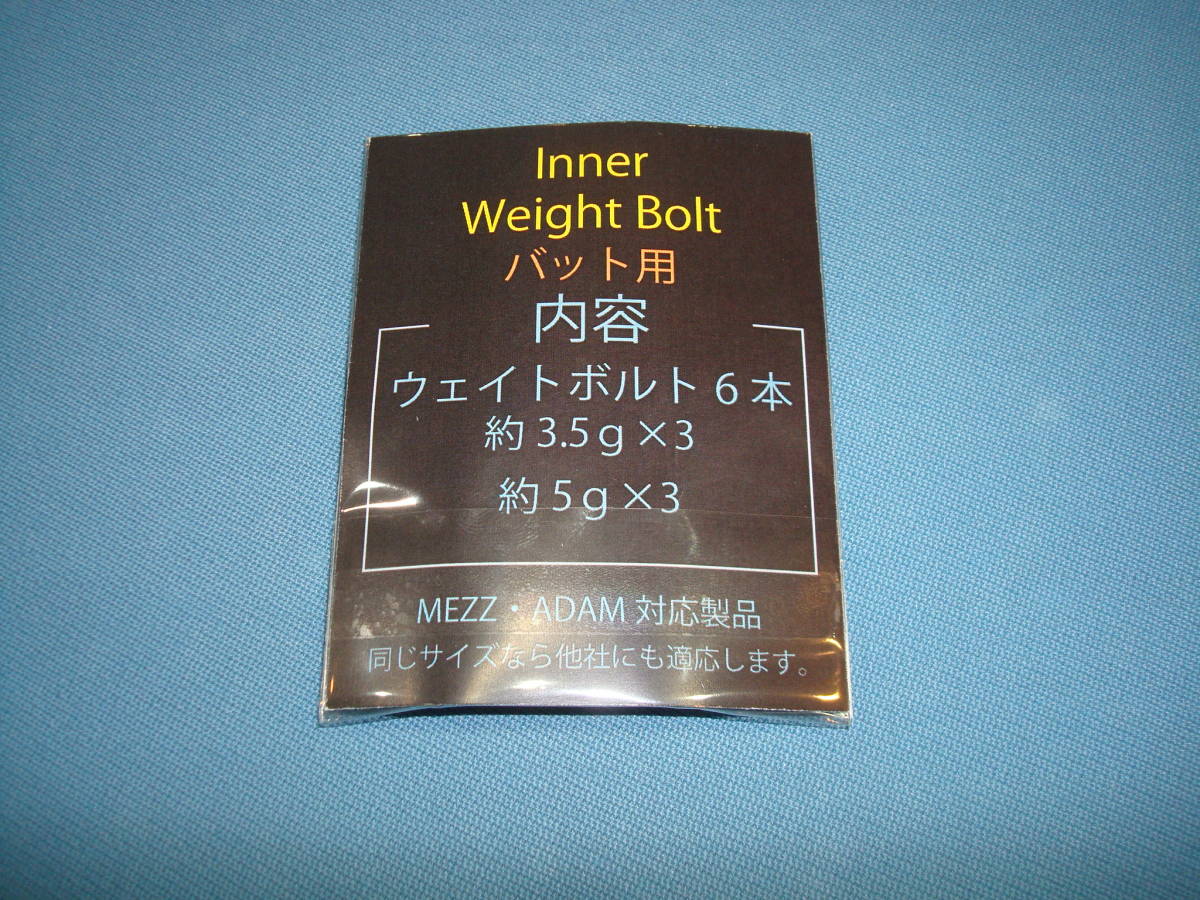 Inner
Weight Bolt
バット用
内容
ウェイトボルト 6 本
約 3.5g ×3
約 5g ×3
MEZZ・ADAM 対応製品
同じサイズなら他社にも適応します。